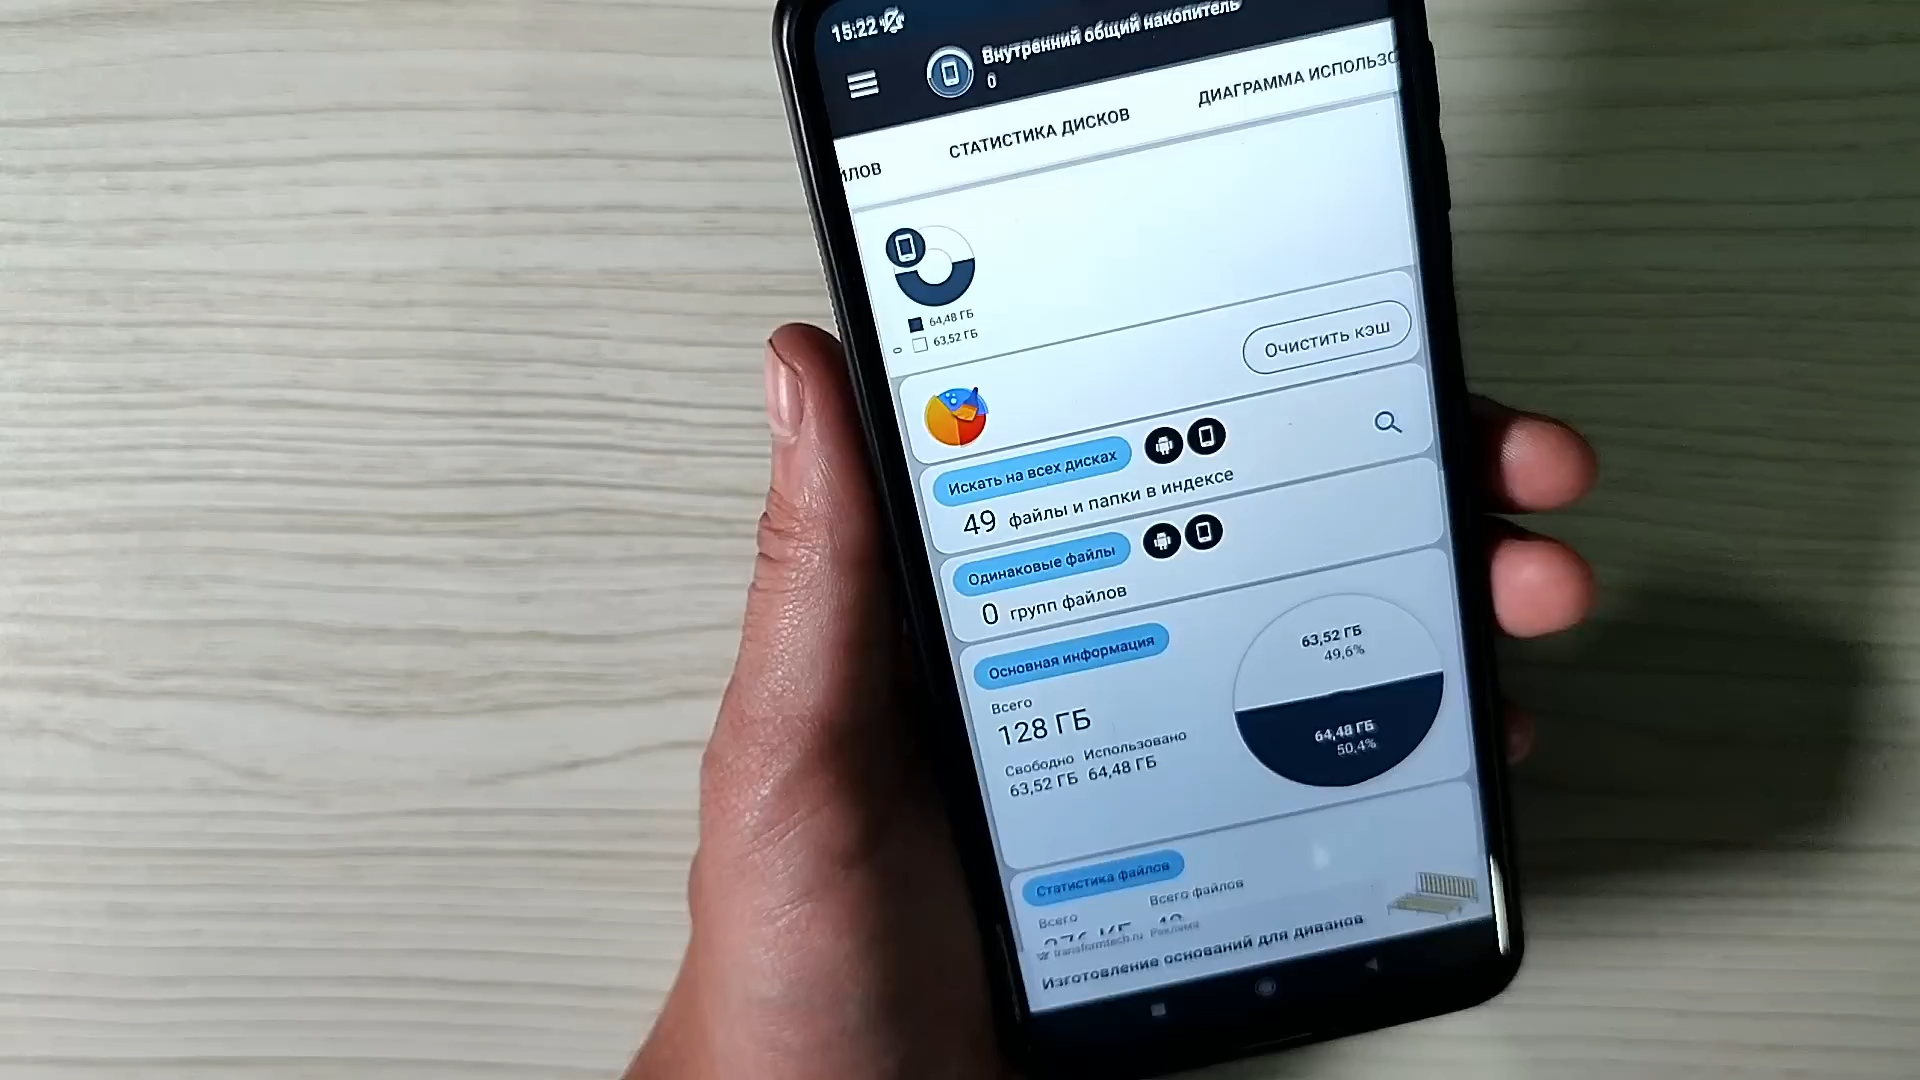 15:22
Внутренний общий накопитель
0
ИЛОВ
СТАТИСТИКА ДИСКОВ
ДИАГРАММА ИСПОЛЬЗО
64,48 ГБ
63,52 ГБ
0
Очистить кэш
Искать на всех дисках
49 файлы и папки в индексе
Одинаковые файлы
0 групп файлов
Основная информация
Всего
128 ГБ
Свободно Использовано
63,52 ГБ 64,48 ГБ
63,52 ГБ
49,6%
64,48 ГБ
50,4%
Статистика файлов
Всего
Всего файлов
transformtech.ru Реклама
Изготовление оснований для диванов